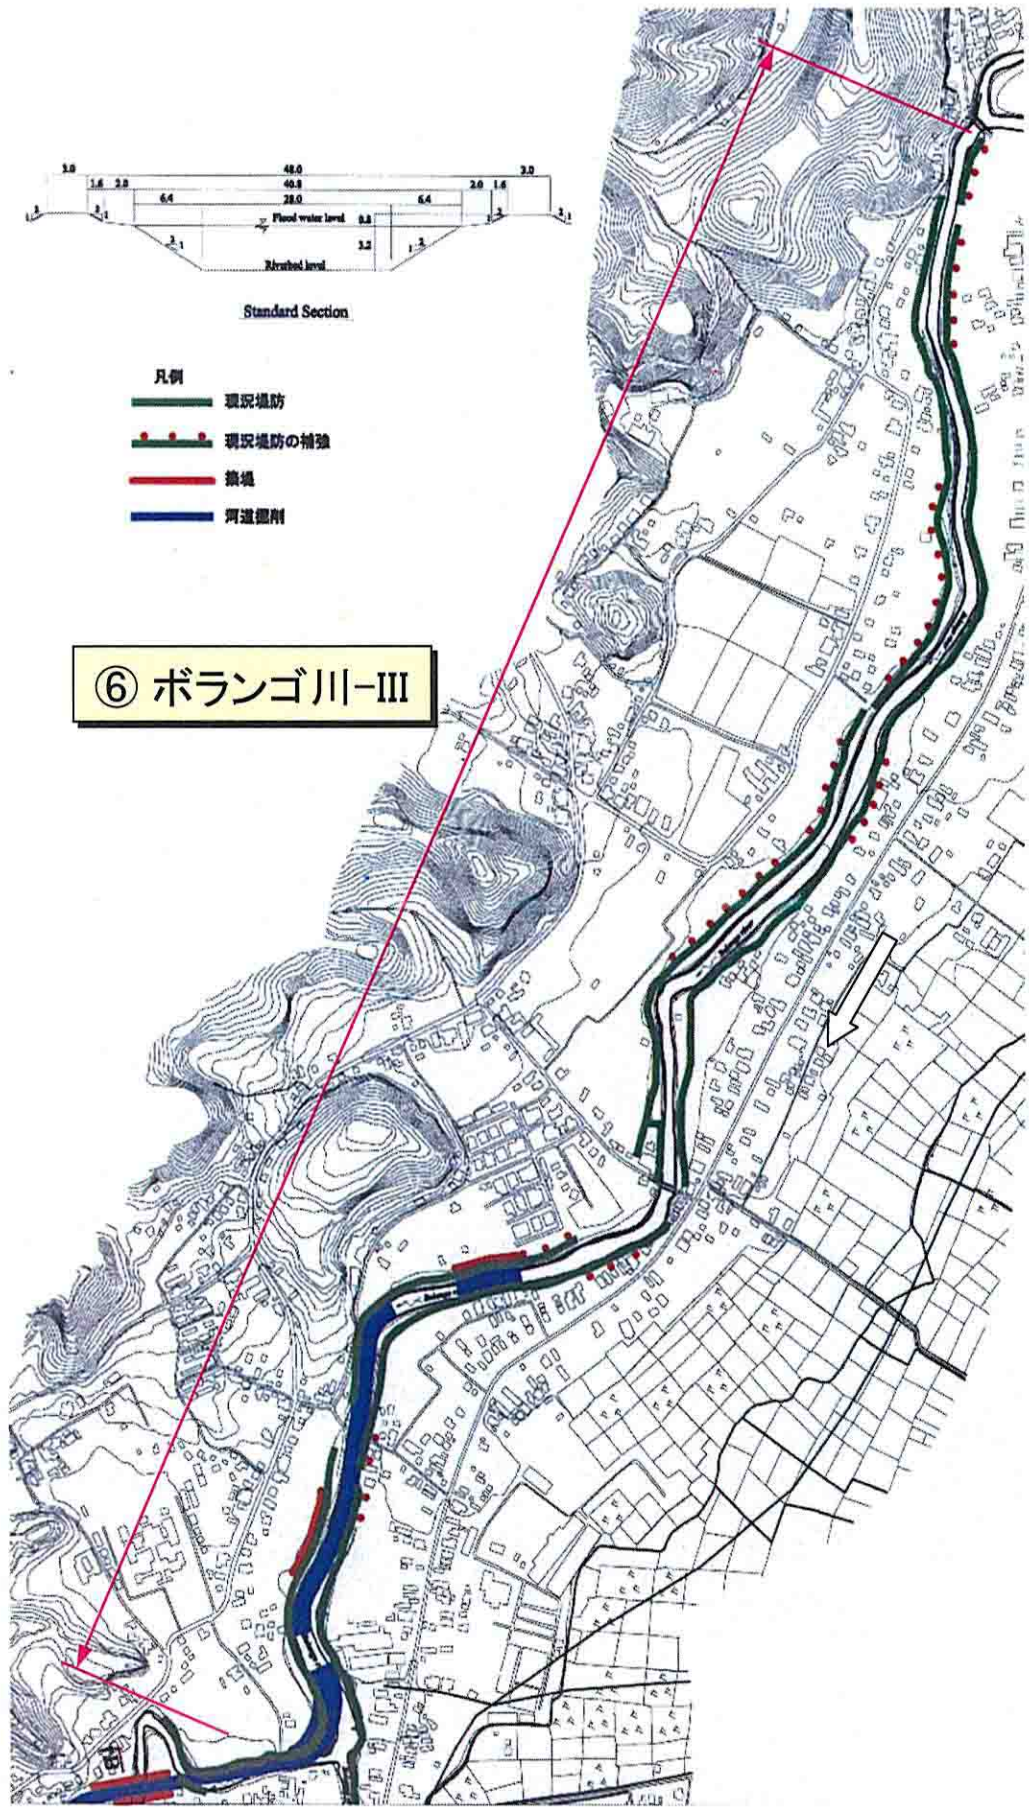 3.0 48.0 3.0
1.6 2.0 40.8 2.0 1.6
6.4 28.0 6.4
Flood water level 0.8
3.2
Riverbed level
Standard Section
凡例
現況堤防
現況堤防の補強
築堤
河道掘削
⑥ ボランゴ川-III